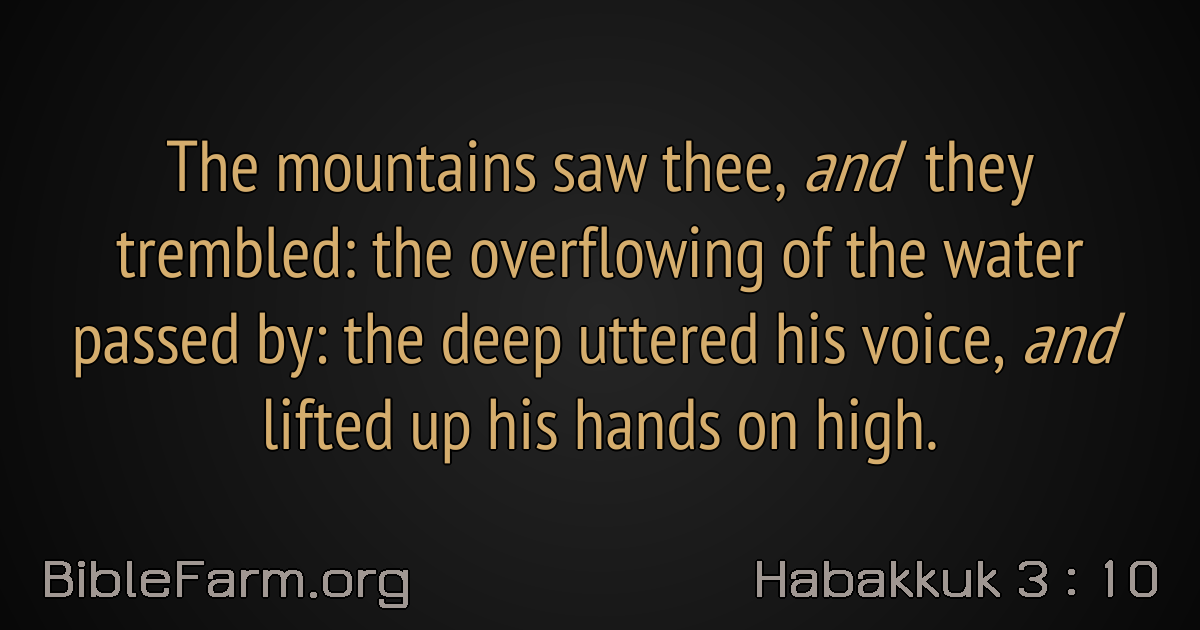 The mountains saw thee, and they
trembled: the overflowing of the water
passed by: the deep uttered his voice, and
lifted up his hands on high.
BibleFarm.org
Habakkuk 3 : 10